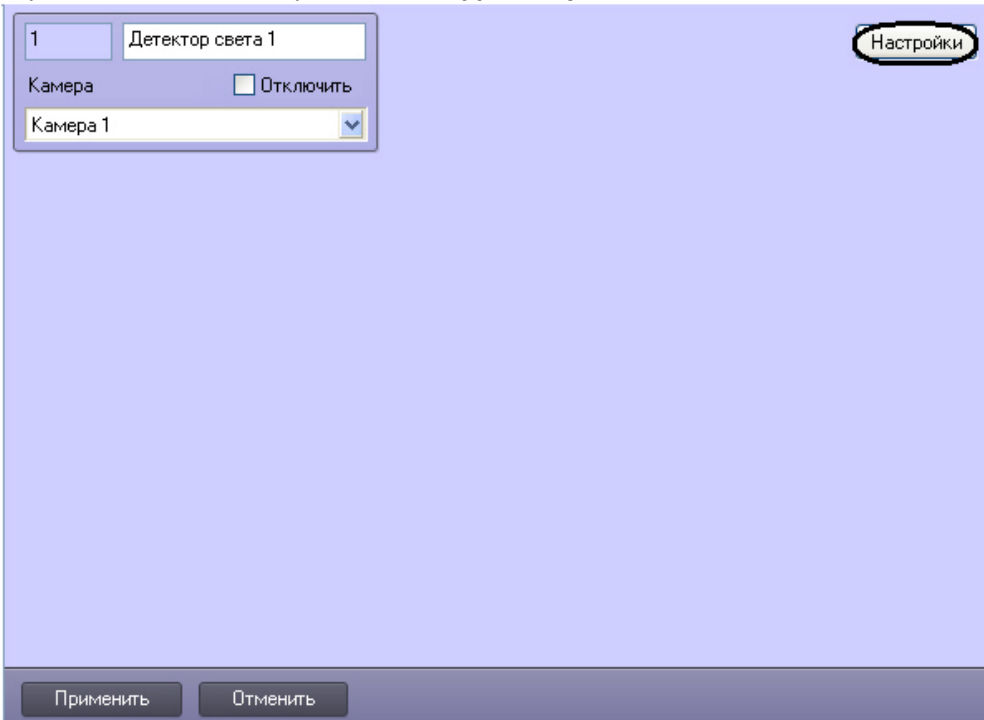 1
Детектор света 1
Настройки
Камера
Отключить
Камера 1
Применить
Отменить